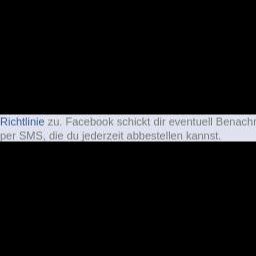 Richtlinie zu. Facebook schickt dir eventuell Benachr
per SMS, die du jederzeit abbestellen kannst.